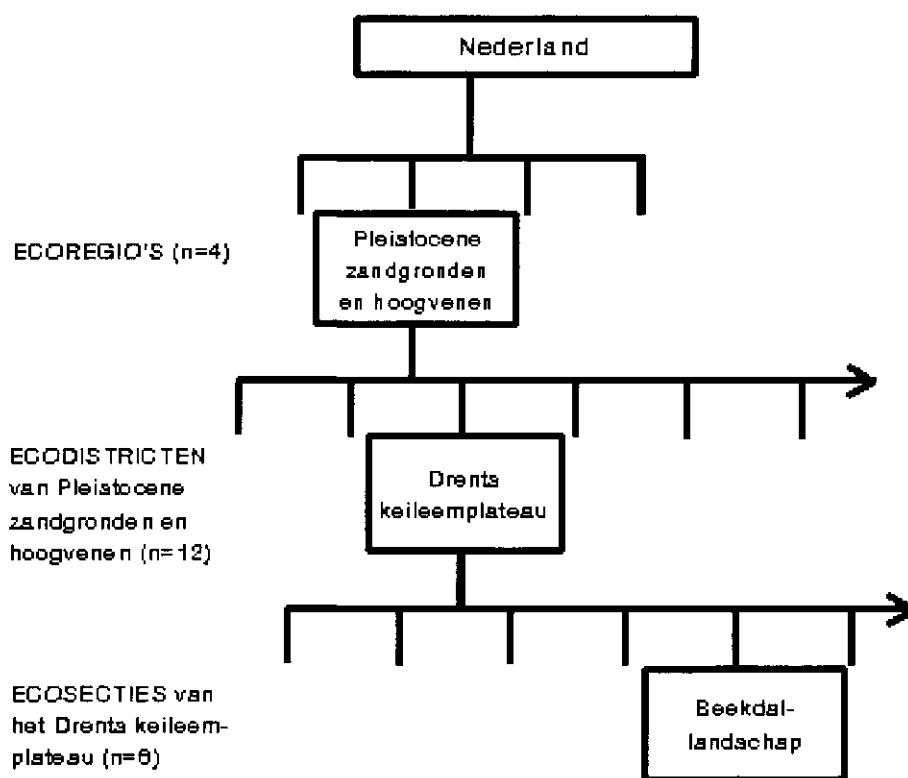 Nederland
ECOREGIO'S (n=4)
Pleistocene
zandgronden
en hoogvenen
ECODISTRICTEN
van Pleistocene
zandgronden en
hoogvenen (n=12)
Drents
keileemplateau
ECOSECTIES van
het Drents keileem-
plateau (n=6)
Beekdal-
landschap